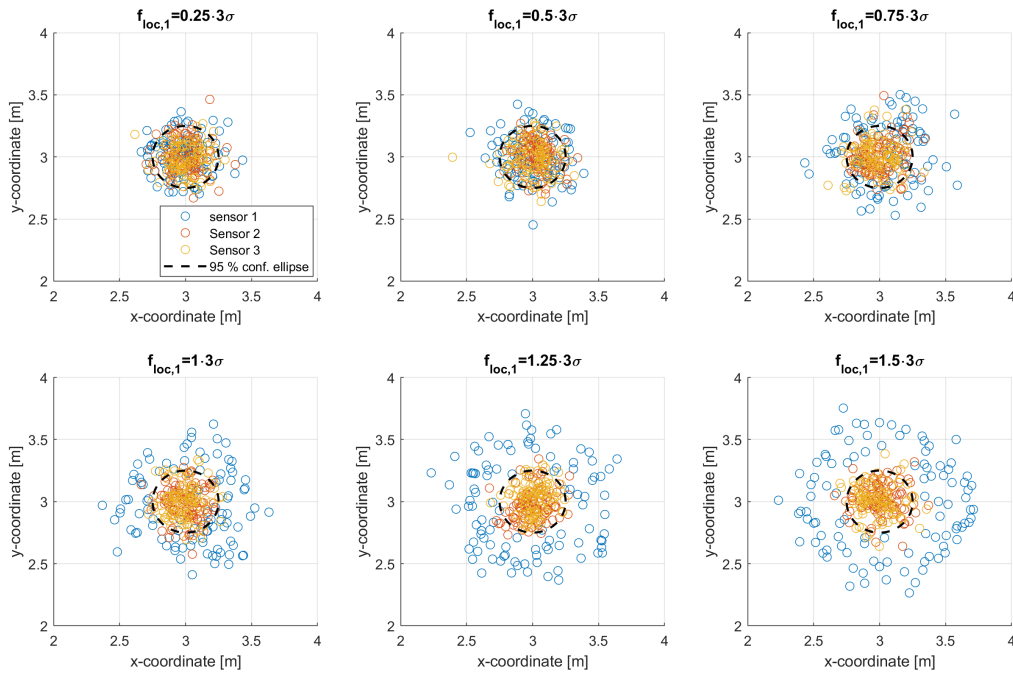 f_loc,1=0.25·3σ
4
3.5
3
2.5
2
y-coordinate [m]
2 2.5 3 3.5 4
x-coordinate [m]
sensor 1
Sensor 2
Sensor 3
95 % conf. ellipse
f_loc,1=0.5·3σ
4
3.5
3
2.5
2
y-coordinate [m]
2 2.5 3 3.5 4
x-coordinate [m]
f_loc,1=0.75·3σ
4
3.5
3
2.5
2
y-coordinate [m]
2 2.5 3 3.5 4
x-coordinate [m]
f_loc,1=1·3σ
4
3.5
3
2.5
2
y-coordinate [m]
2 2.5 3 3.5 4
x-coordinate [m]
f_loc,1=1.25·3σ
4
3.5
3
2.5
2
y-coordinate [m]
2 2.5 3 3.5 4
x-coordinate [m]
f_loc,1=1.5·3σ
4
3.5
3
2.5
2
y-coordinate [m]
2 2.5 3 3.5 4
x-coordinate [m]